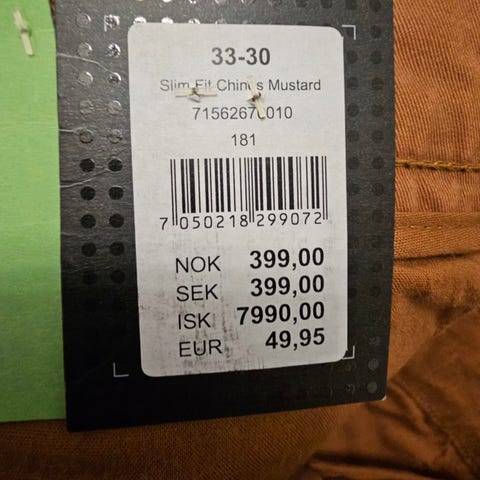 33-30
Slim Fit Chinos Mustard
181
7 050218 299072
NOK 399,00
SEK 399,00
ISK 7990,00
EUR 49,95